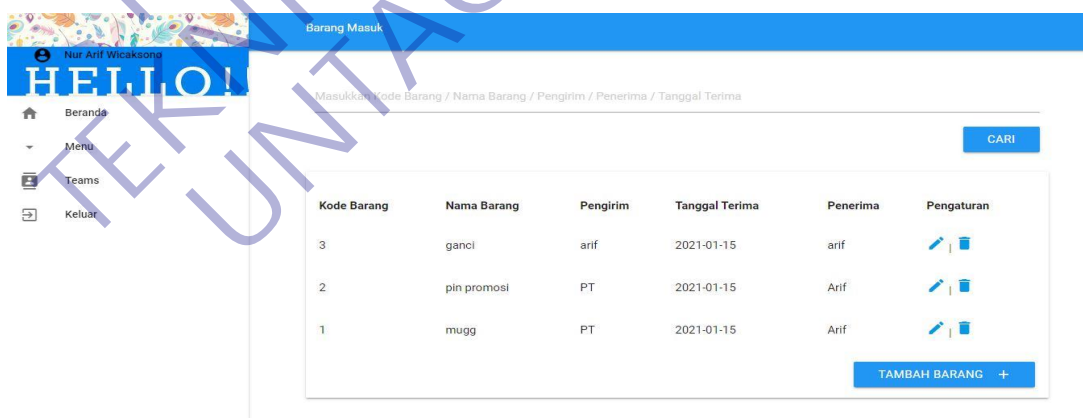 Barang Masuk
Nur Arif Wicaksono
HELLO!
Beranda
Menu
Teams
Keluar
Masukkan Kode Barang / Nama Barang / Pengirim / Penerima / Tanggal Terima
CARI
Kode Barang Nama Barang Pengirim Tanggal Terima Penerima Pengaturan
3 ganci arif 2021-01-15 arif |
2 pin promosi PT 2021-01-15 Arif |
1 mugg PT 2021-01-15 Arif |
TAMBAH BARANG +
UNTAG